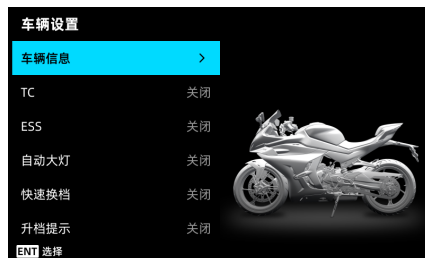 车辆设置
车辆信息 >
TC 关闭
ESS 关闭
自动大灯 关闭
快速换档 关闭
升档提示 关闭
ENT 选择